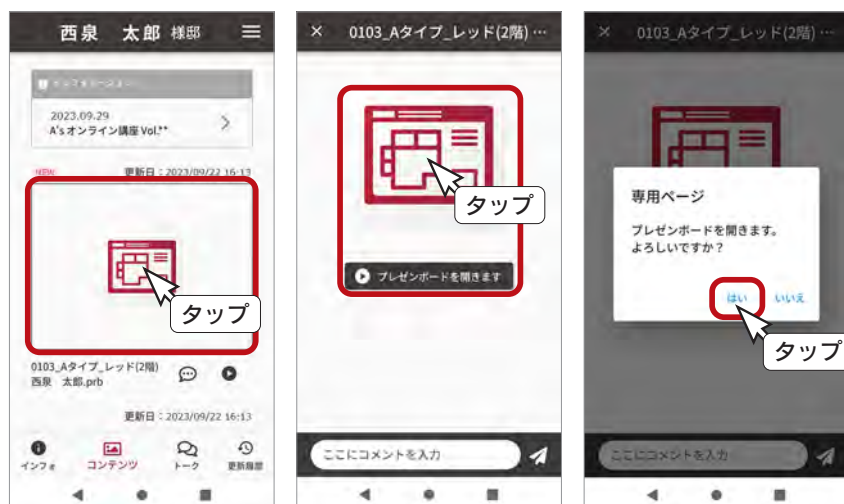 西泉　太郎 様邸
2023.09.29
A'sオンライン講座 Vol.**
NEW 更新日：2023/09/22 16:13
タップ
0103_Aタイプ_レッド(2階)
西泉　太郎.prb
更新日：2023/09/22 16:13
インフォ コンテンツ トーク 更新履歴
× 0103_Aタイプ_レッド(2階) …
タップ
プレゼンボードを開きます
ここにコメントを入力
× 0103_Aタイプ_レッド(2階) …
専用ページ
プレゼンボードを開きます。
よろしいですか？
はい いいえ
タップ
ここにコメントを入力